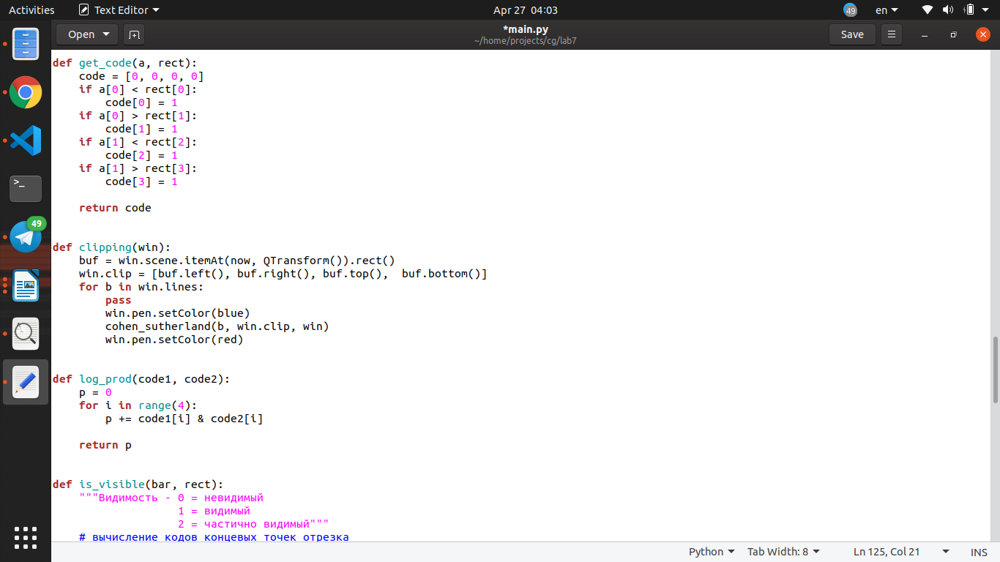 Activities
Text Editor
Apr 27 04:03
49
en
Open
*main.py
~/home/projects/cg/lab7
Save
def get_code(a, rect):
    code = [0, 0, 0, 0]
    if a[0] < rect[0]:
        code[0] = 1
    if a[0] > rect[1]:
        code[1] = 1
    if a[1] < rect[2]:
        code[2] = 1
    if a[1] > rect[3]:
        code[3] = 1
    return code
def clipping(win):
    buf = win.scene.itemAt(now, QTransform()).rect()
    win.clip = [buf.left(), buf.right(), buf.top(),  buf.bottom()]
    for b in win.lines:
        pass
        win.pen.setColor(blue)
        cohen_sutherland(b, win.clip, win)
        win.pen.setColor(red)
def log_prod(code1, code2):
    p = 0
    for i in range(4):
        p += code1[i] & code2[i]
    return p
def is_visible(bar, rect):
    """Видимость - 0 = невидимый
                   1 = видимый
                   2 = частично видимый"""
    # вычисление кодов концевых точек отрезка
>_
49
Python
Tab Width: 8
Ln 125, Col 21
INS